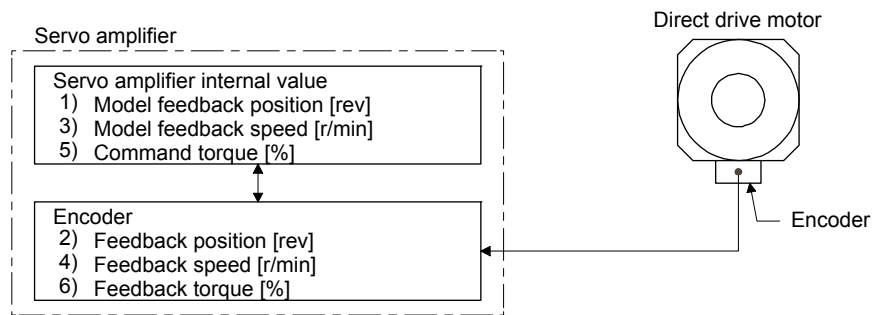 Servo amplifier
Servo amplifier internal value
1) Model feedback position [rev]
3) Model feedback speed [r/min]
5) Command torque [%]
Encoder
2) Feedback position [rev]
4) Feedback speed [r/min]
6) Feedback torque [%]
Direct drive motor
Encoder